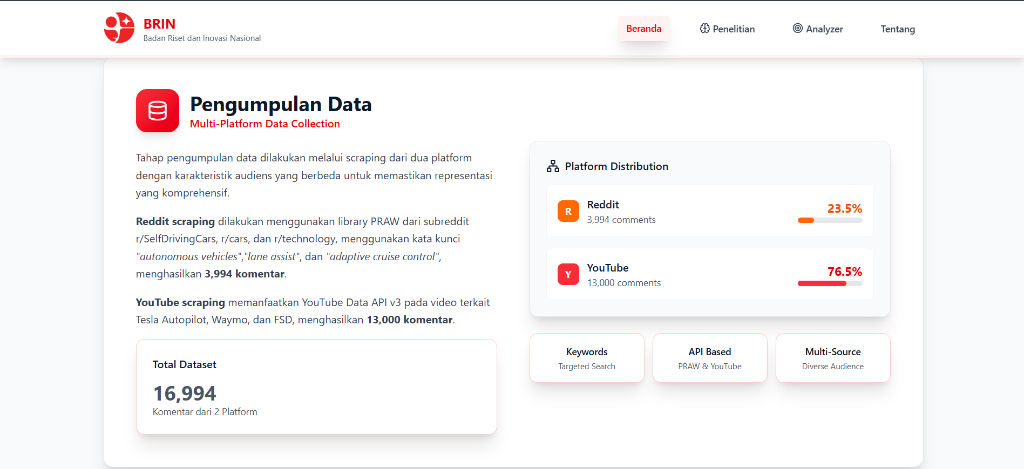 BRIN
Badan Riset dan Inovasi Nasional
Beranda
Penelitian
Analyzer
Tentang
Pengumpulan Data
Multi-Platform Data Collection
Tahap pengumpulan data dilakukan melalui scraping dari dua platform
dengan karakteristik audiens yang berbeda untuk memastikan representasi
yang komprehensif.
Reddit scraping dilakukan menggunakan library PRAW dari subreddit
r/SelfDrivingCars, r/cars, dan r/technology, menggunakan kata kunci
"autonomous vehicles","lane assist", dan "adaptive cruise control",
menghasilkan 3,994 komentar.
YouTube scraping memanfaatkan YouTube Data API v3 pada video terkait
Tesla Autopilot, Waymo, dan FSD, menghasilkan 13,000 komentar.
Total Dataset
16,994
Komentar dari 2 Platform
Platform Distribution
R
Reddit
3,994 comments
23.5%
Y
YouTube
13,000 comments
76.5%
Keywords
Targeted Search
API Based
PRAW & YouTube
Multi-Source
Diverse Audience